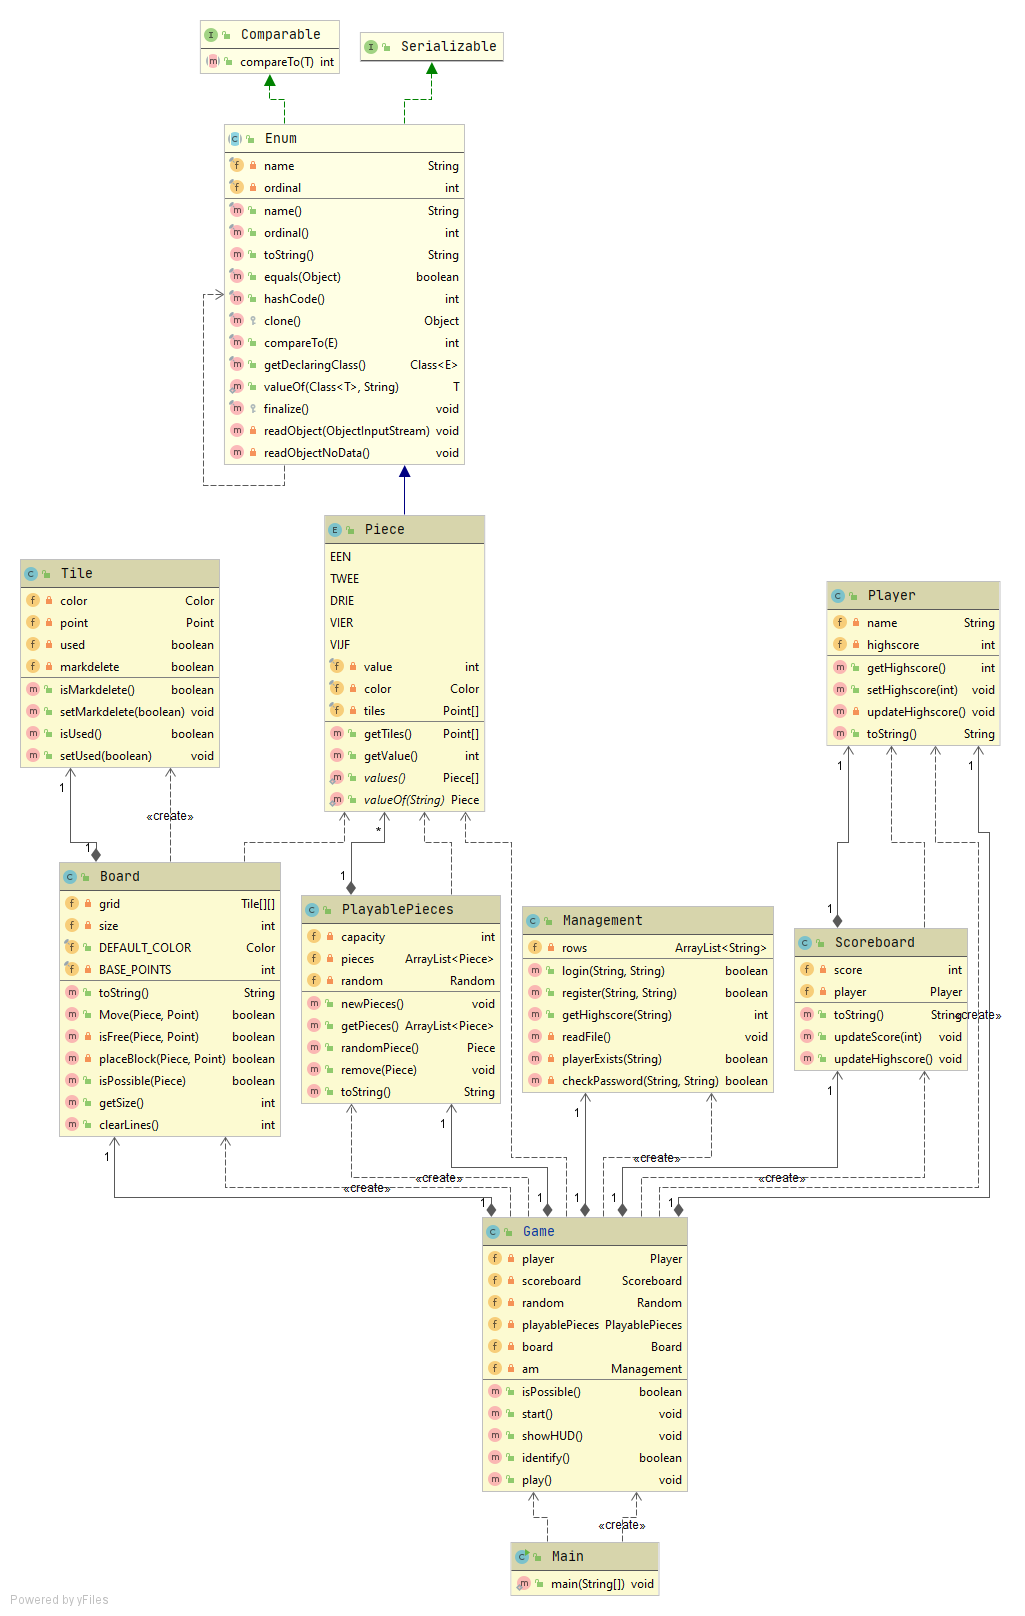 Comparable
compareTo(T) int
Serializable
Enum
name String
ordinal int
name() String
ordinal() int
toString() String
equals(Object) boolean
hashCode() int
clone() Object
compareTo(E) int
getDeclaringClass() Class<E>
valueOf(Class<T>, String) T
finalize() void
readObject(ObjectInputStream) void
readObjectNoData() void
Piece
EEN
TWEE
DRIE
VIER
VIJF
value int
color Color
tiles Point[]
getTiles() Point[]
getValue() int
values() Piece[]
valueOf(String) Piece
Tile
color Color
point Point
used boolean
markdelete boolean
isMarkdelete() boolean
setMarkdelete(boolean) void
isUsed() boolean
setUsed(boolean) void
Player
name String
highscore int
getHighscore() int
setHighscore(int) void
updateHighscore() void
toString() String
1
«create»
1
*
1
1
1
1
Board
grid Tile[][]
size int
DEFAULT_COLOR Color
BASE_POINTS int
toString() String
Move(Piece, Point) boolean
isFree(Piece, Point) boolean
placeBlock(Piece, Point) boolean
isPossible(Piece) boolean
getSize() int
clearLines() int
PlayablePieces
capacity int
pieces ArrayList<Piece>
random Random
newPieces() void
getPieces() ArrayList<Piece>
randomPiece() Piece
remove(Piece) void
toString() String
Management
rows ArrayList<String>
login(String, String) boolean
register(String, String) boolean
getHighscore(String) int
readFile() void
playerExists(String) boolean
checkPassword(String, String) boolean
Scoreboard
score int
player Player
toString() String
«create»
updateScore(int) void
updateHighscore() void
1
1
1
1
«create»
«create»
«create»
«create»
1
1
1
1
1
Game
player Player
scoreboard Scoreboard
random Random
playablePieces PlayablePieces
board Board
am Management
isPossible() boolean
start() void
showHUD() void
identify() boolean
play() void
«create»
Main
main(String[]) void
Powered by yFiles